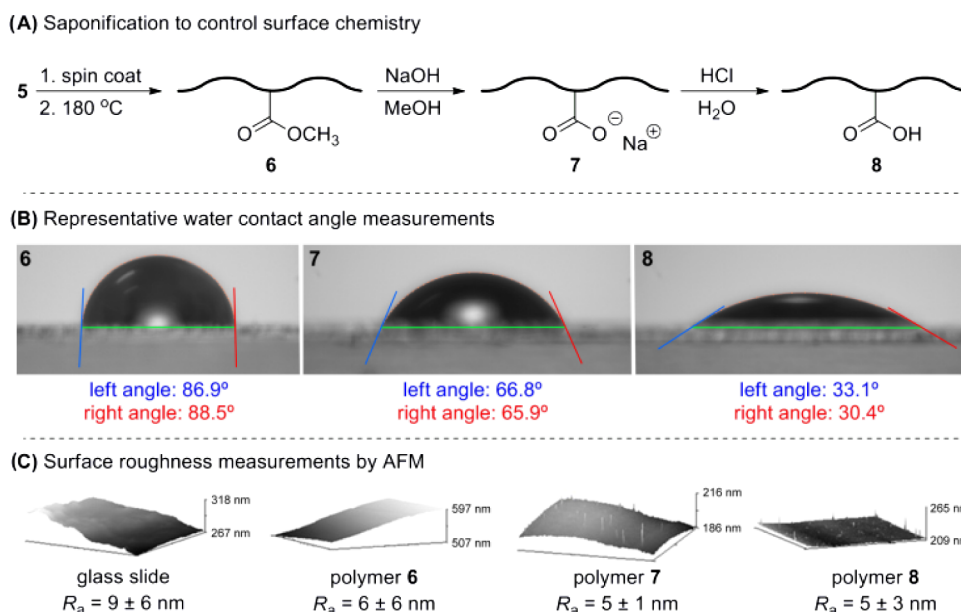 (A) Saponification to control surface chemistry
5
1. spin coat
2. 180 °C
O
OCH3
6
NaOH
MeOH
O
O ⊖
Na ⊕
7
HCl
H2O
O
OH
8
(B) Representative water contact angle measurements
6
7
8
left angle: 86.9º
right angle: 88.5º
left angle: 66.8º
right angle: 65.9º
left angle: 33.1º
right angle: 30.4º
(C) Surface roughness measurements by AFM
318 nm
267 nm
597 nm
507 nm
216 nm
186 nm
265 nm
209 nm
glass slide
polymer 6
polymer 7
polymer 8
Ra = 9 ± 6 nm
Ra = 6 ± 6 nm
Ra = 5 ± 1 nm
Ra = 5 ± 3 nm